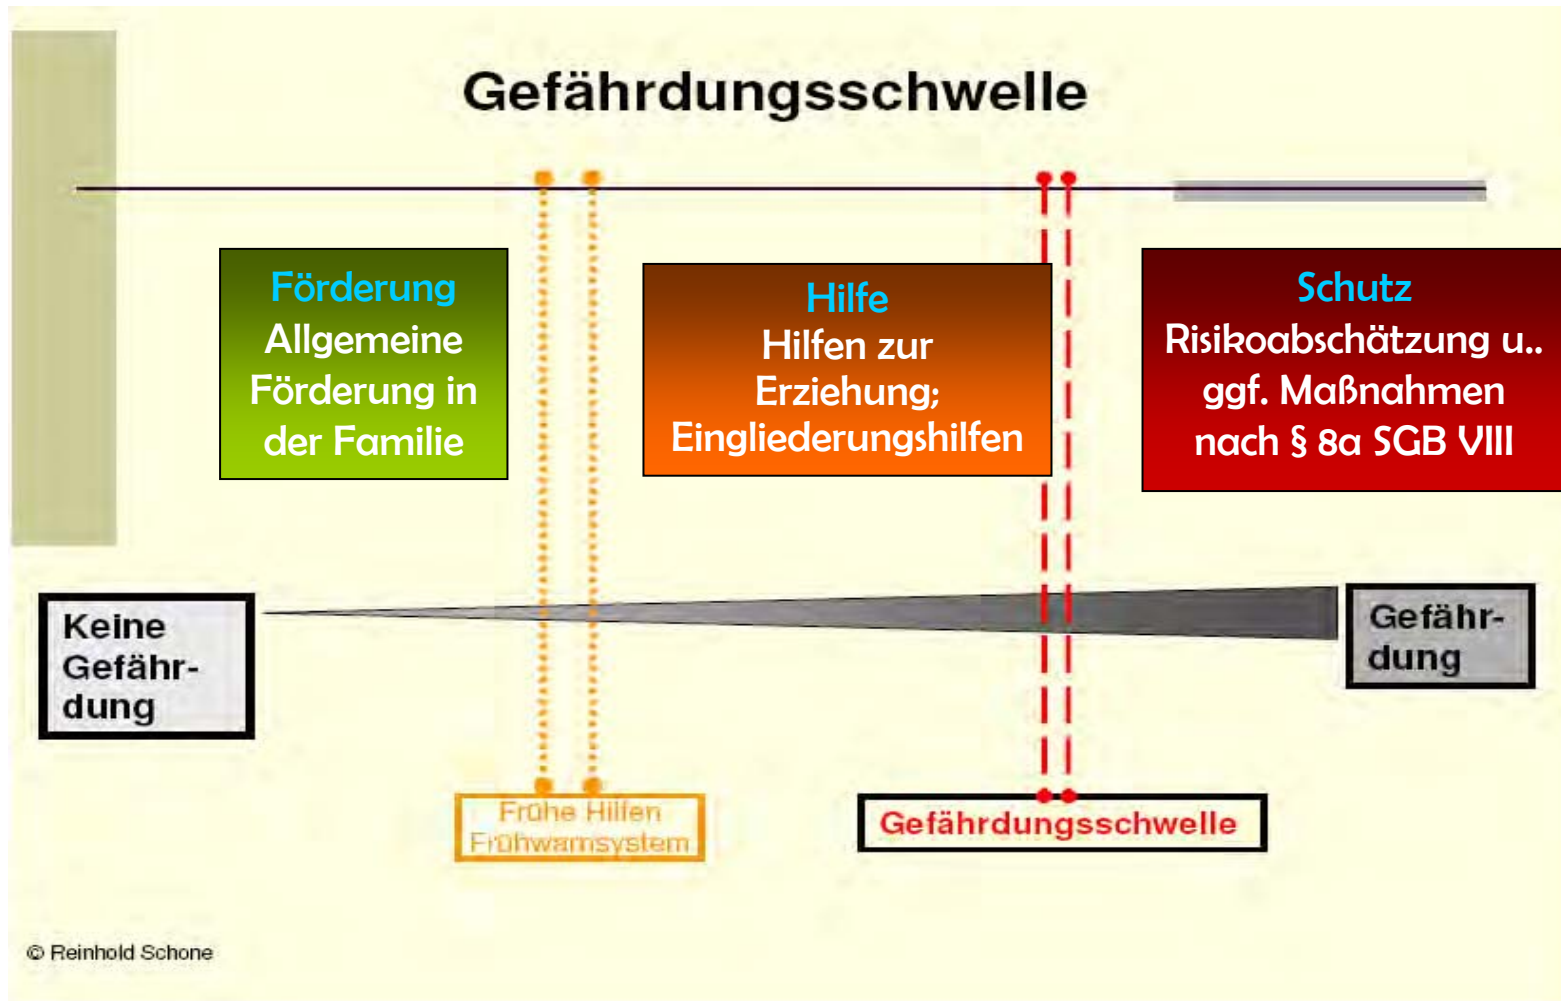 Gefährdungsschwelle
Förderung
Allgemeine
Förderung in
der Familie
Hilfe
Hilfen zur
Erziehung;
Eingliederungshilfen
Schutz
Risikoabschätzung u..
ggf. Maßnahmen
nach § 8a SGB VIII
Keine
Gefähr-
dung
Gefähr-
dung
Frühe Hilfen
Frühwarnsystem
Gefährdungsschwelle
© Reinhold Schone